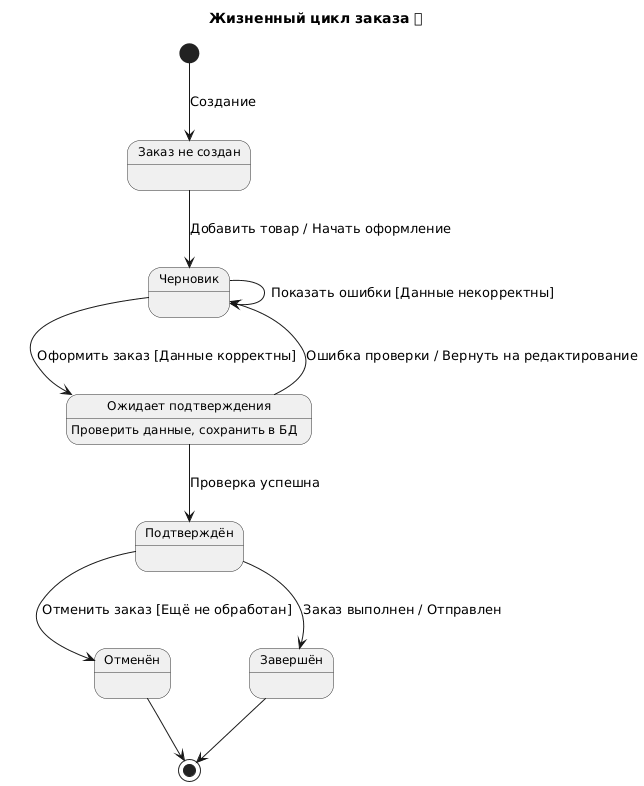 Жизненный цикл заказа
Создание
Заказ не создан
Добавить товар / Начать оформление
Черновик
Показать ошибки [Данные некорректны]
Оформить заказ [Данные корректны]
Ошибка проверки / Вернуть на редактирование
Ожидает подтверждения
Проверить данные, сохранить в БД
Проверка успешна
Подтверждён
Отменить заказ [Ещё не обработан]
Заказ выполнен / Отправлен
Отменён
Завершён